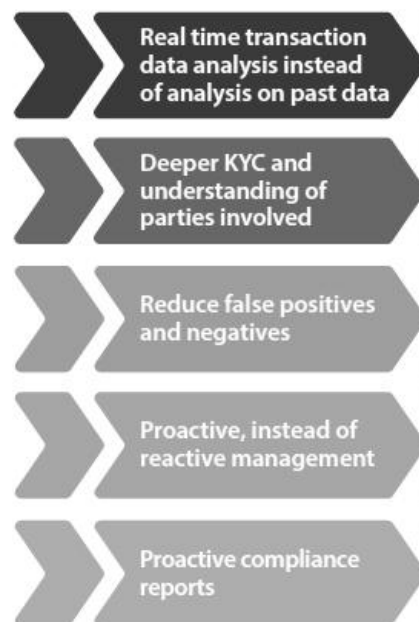 Real time transaction
data analysis instead
of analysis on past data
Deeper KYC and
understanding of
parties involved
Reduce false positives
and negatives
Proactive, instead of
reactive management
Proactive compliance
reports